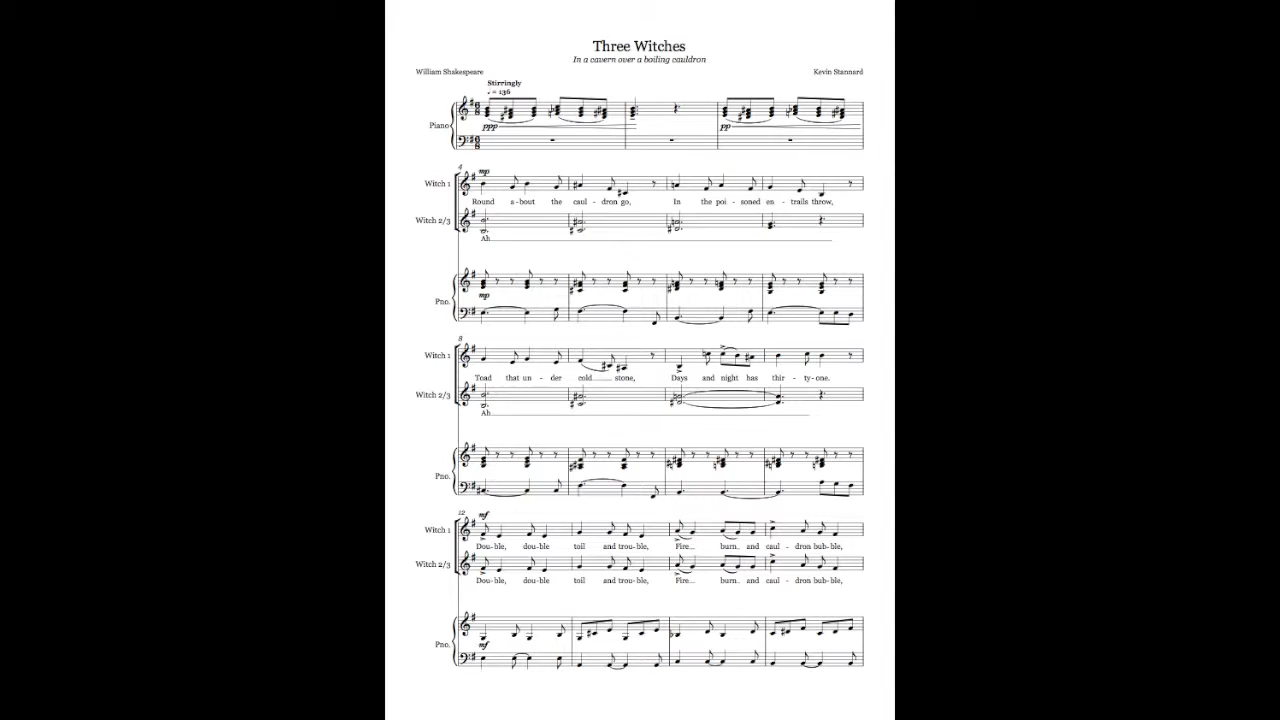 Three Witches
In a cavern over a boiling cauldron
William Shakespeare
Kevin Stannard
Stirringly
♩. = 136
Piano
ppp
pp
4
mp
Witch 1
Round a-bout the caul - dron go, In the poi - soned en - trails throw,
Witch 2/3
Ah
Pno.
mp
8
Witch 1
Toad that un - der cold stone, Days and night has thir - ty-one.
Witch 2/3
Ah
Pno.
12
mf
Witch 1
Dou-ble, dou-ble toil and trou-ble, Fire burn and caul - dron bub-ble,
Witch 2/3
Dou-ble, dou-ble toil and trou-ble, Fire burn and caul - dron bub-ble,
Pno.
mf